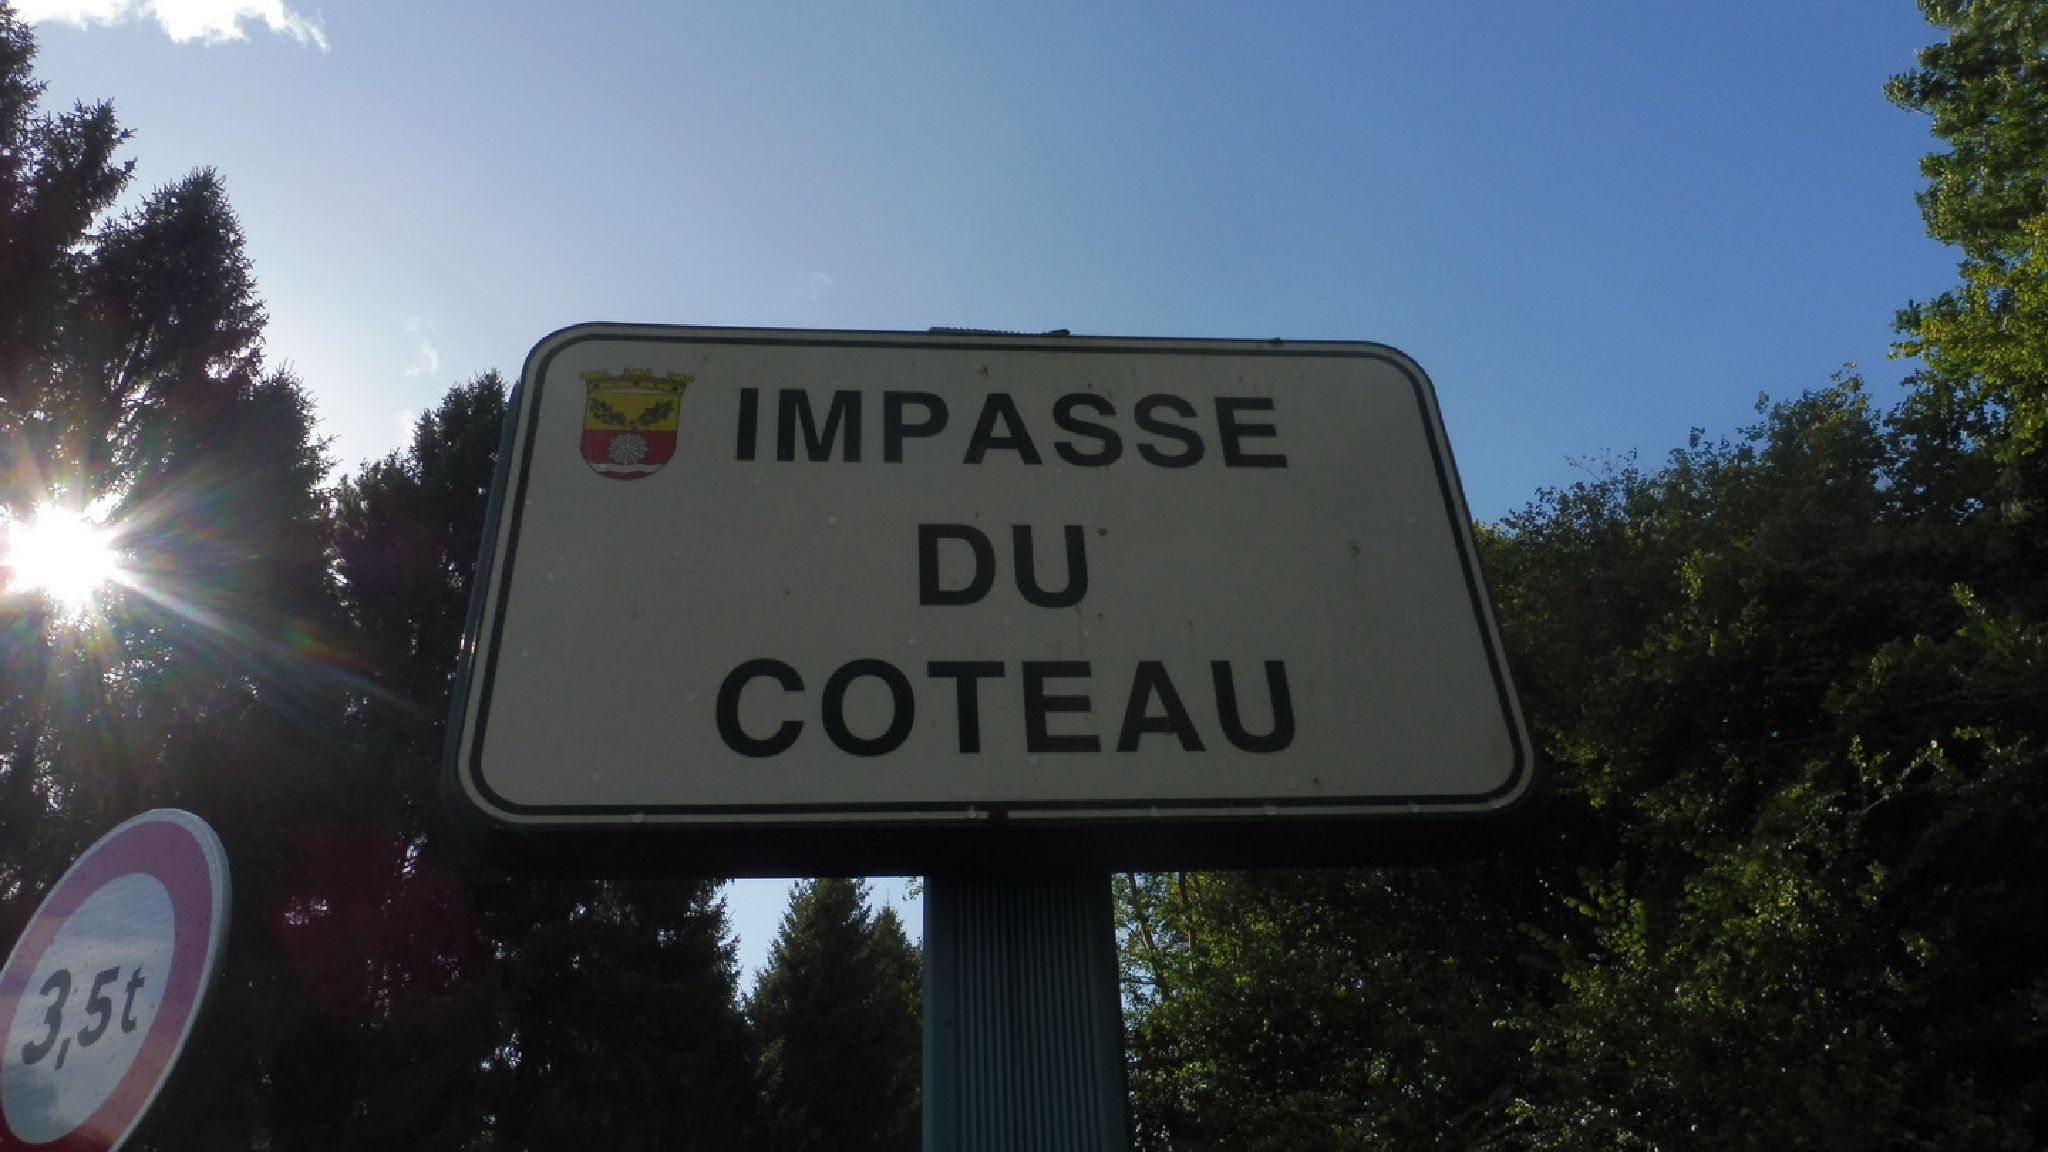 IMPASSE
DU
COTEAU
3,5t